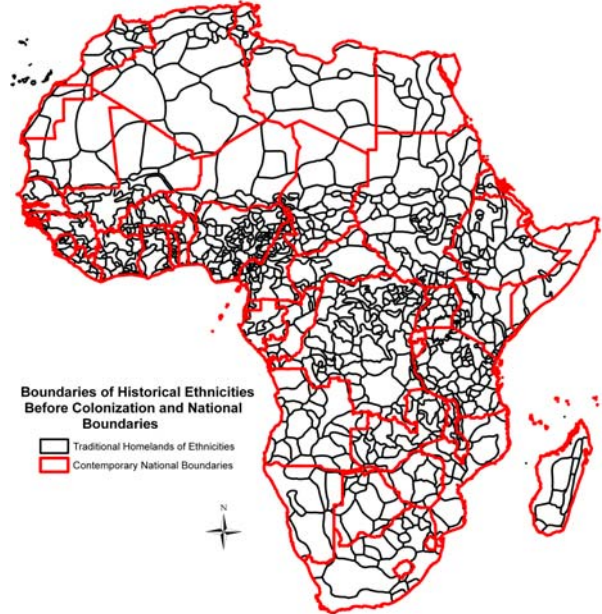 Boundaries of Historical Ethnicities
Before Colonization and National
Boundaries
Traditional Homelands of Ethnicities
Contemporary National Boundaries
N